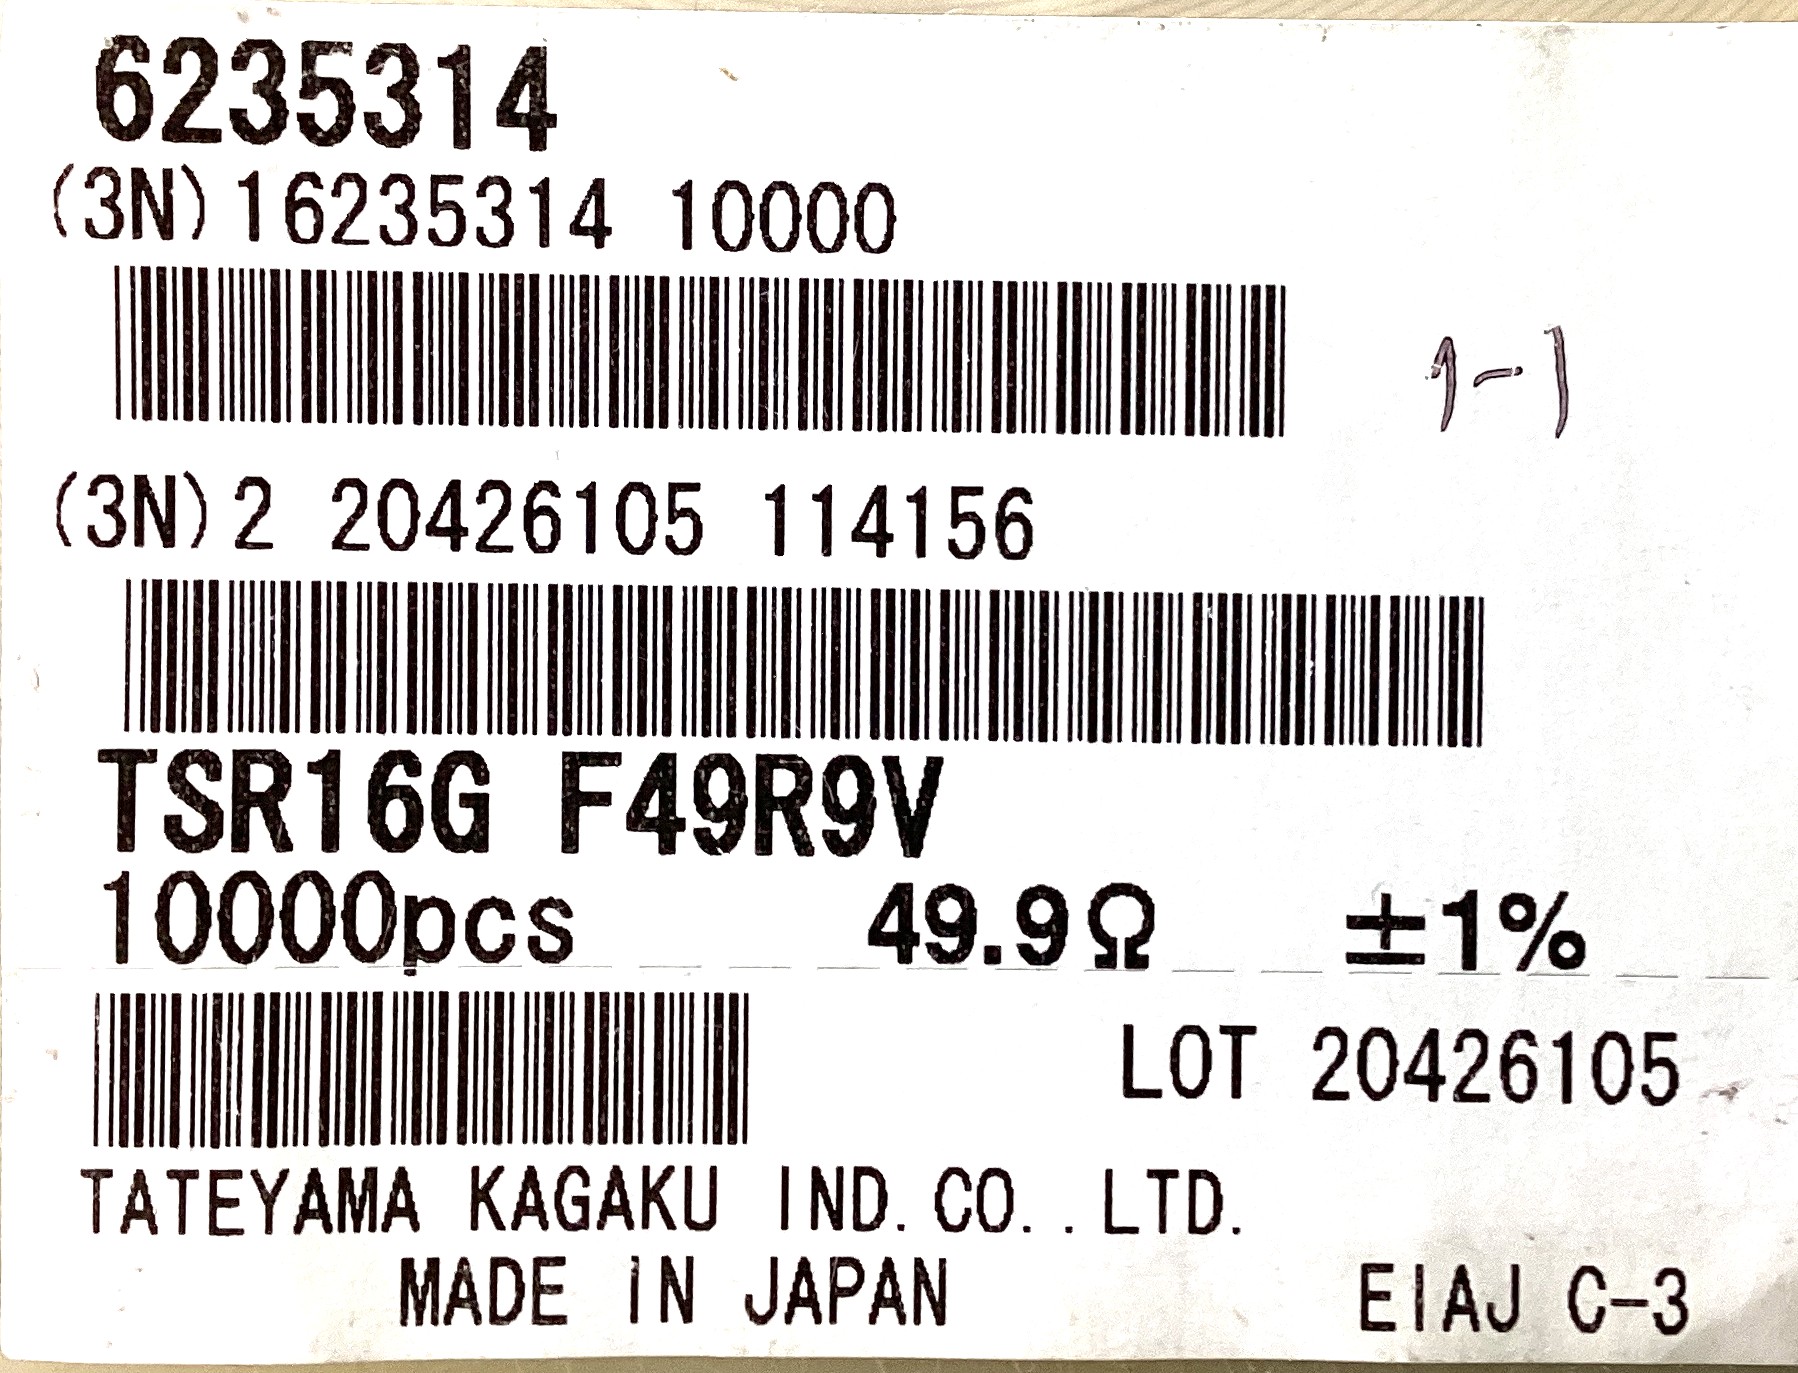 6235314
(3N)16235314 10000
1-1
(3N)2 20426105 114156
TSR16G F49R9V
10000pcs 49.9Ω ±1%
LOT 20426105
TATEYAMA KAGAKU IND.CO..LTD.
MADE IN JAPAN EIAJ C-3